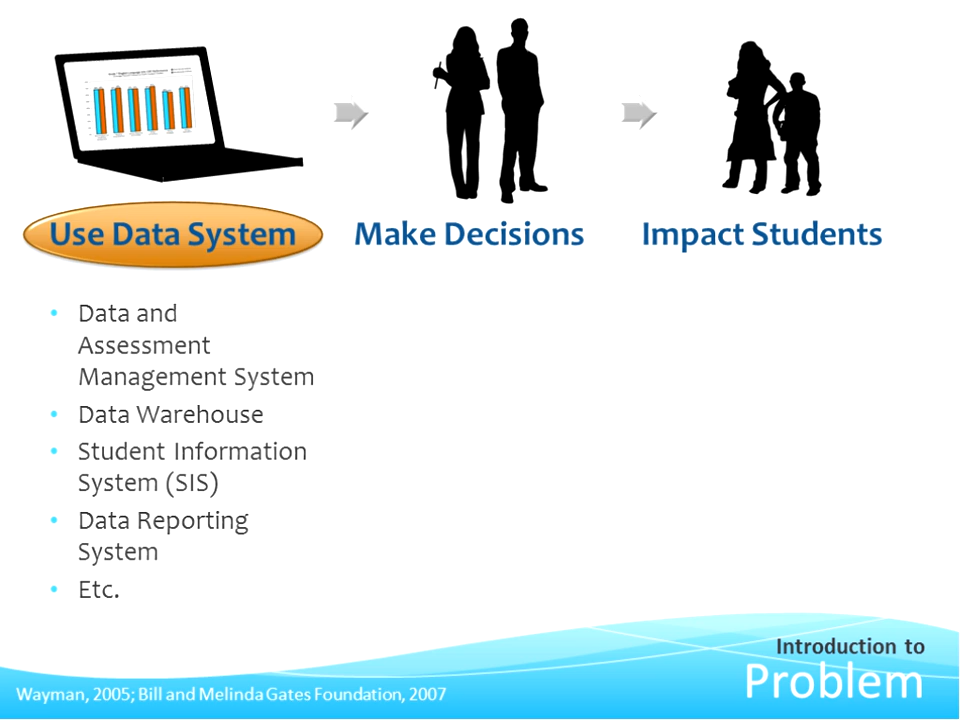 Use Data System
Make Decisions
Impact Students
• Data and
Assessment
Management System
• Data Warehouse
• Student Information
System (SIS)
• Data Reporting
System
• Etc.
Introduction to
Problem
Wayman, 2005; Bill and Melinda Gates Foundation, 2007